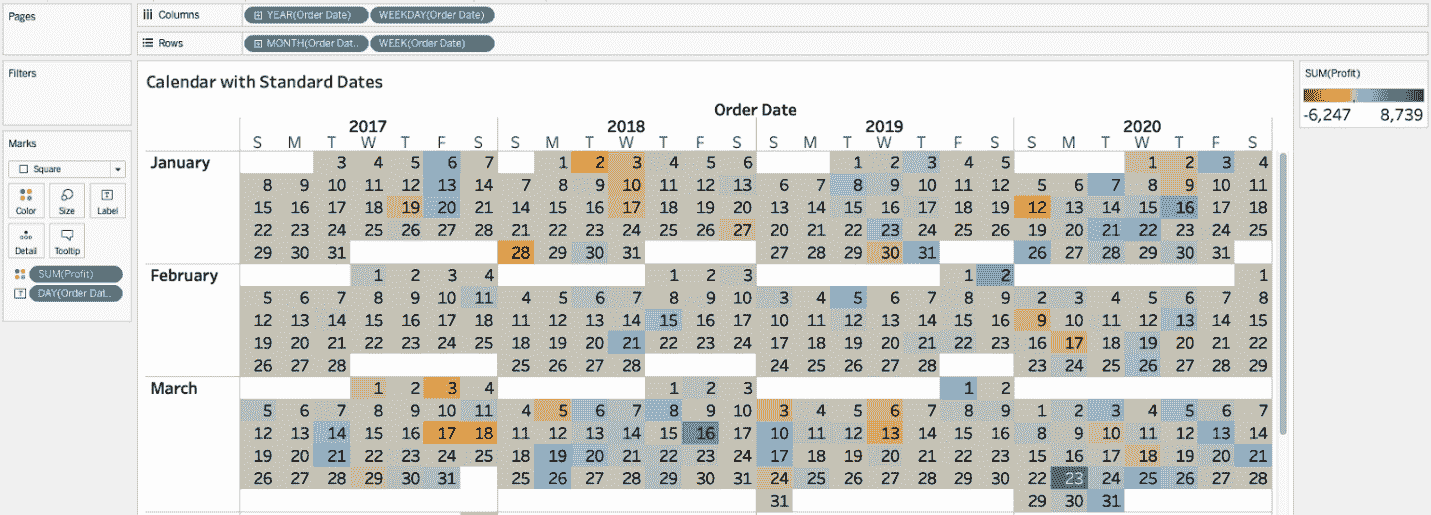 Pages
Columns YEAR(Order Date) WEEKDAY(Order Date)
Rows MONTH(Order Dat.. WEEK(Order Date)
Filters
Marks
Square
Color Size Label
Detail Tooltip
SUM(Profit)
DAY(Order Dat..
Calendar with Standard Dates
Order Date
2017 2018 2019 2020
S M T W T F S S M T W T F S S M T W T F S S M T W T F S
January 3 4 5 6 7 1 2 3 4 5 6 1 2 3 4 5 1 2 3 4
8 9 10 11 12 13 14 7 8 9 10 11 12 13 6 7 8 9 10 11 12 5 6 7 8 9 10 11
15 16 17 18 19 20 21 14 15 16 17 18 19 20 13 14 15 16 17 18 19 12 13 14 15 16 17 18
22 23 24 25 26 27 28 21 22 23 24 25 26 27 20 21 22 23 24 25 26 19 20 21 22 23 24 25
29 30 31 28 29 30 31 27 28 29 30 31 26 27 28 29 30 31
February 1 2 3 4 1 2 3 1 2 1
5 6 7 8 9 10 11 4 5 6 7 8 9 10 3 4 5 6 7 8 9 2 3 4 5 6 7 8
12 13 14 15 16 17 18 11 12 13 14 15 16 17 10 11 12 13 14 15 16 9 10 11 12 13 14 15
19 20 21 22 23 24 25 18 19 20 21 22 23 24 17 18 19 20 21 22 23 16 17 18 19 20 21 22
26 27 28 25 26 27 28 24 25 26 27 28 23 24 25 26 27 28 29
March 1 2 3 4 1 2 3 1 2
5 6 7 8 9 10 11 4 5 6 7 8 9 10 3 4 5 6 7 8 9 1 2 3 4 5 6 7
12 13 14 15 16 17 18 11 12 13 14 15 16 17 10 11 12 13 14 15 16 8 9 10 11 12 13 14
19 20 21 22 23 24 25 18 19 20 21 22 23 24 17 18 19 20 21 22 23 15 16 17 18 19 20 21
26 27 28 29 30 31 25 26 27 28 29 30 31 24 25 26 27 28 29 30 22 23 24 25 26 27 28
31 29 30 31
SUM(Profit)
-6,247 8,739